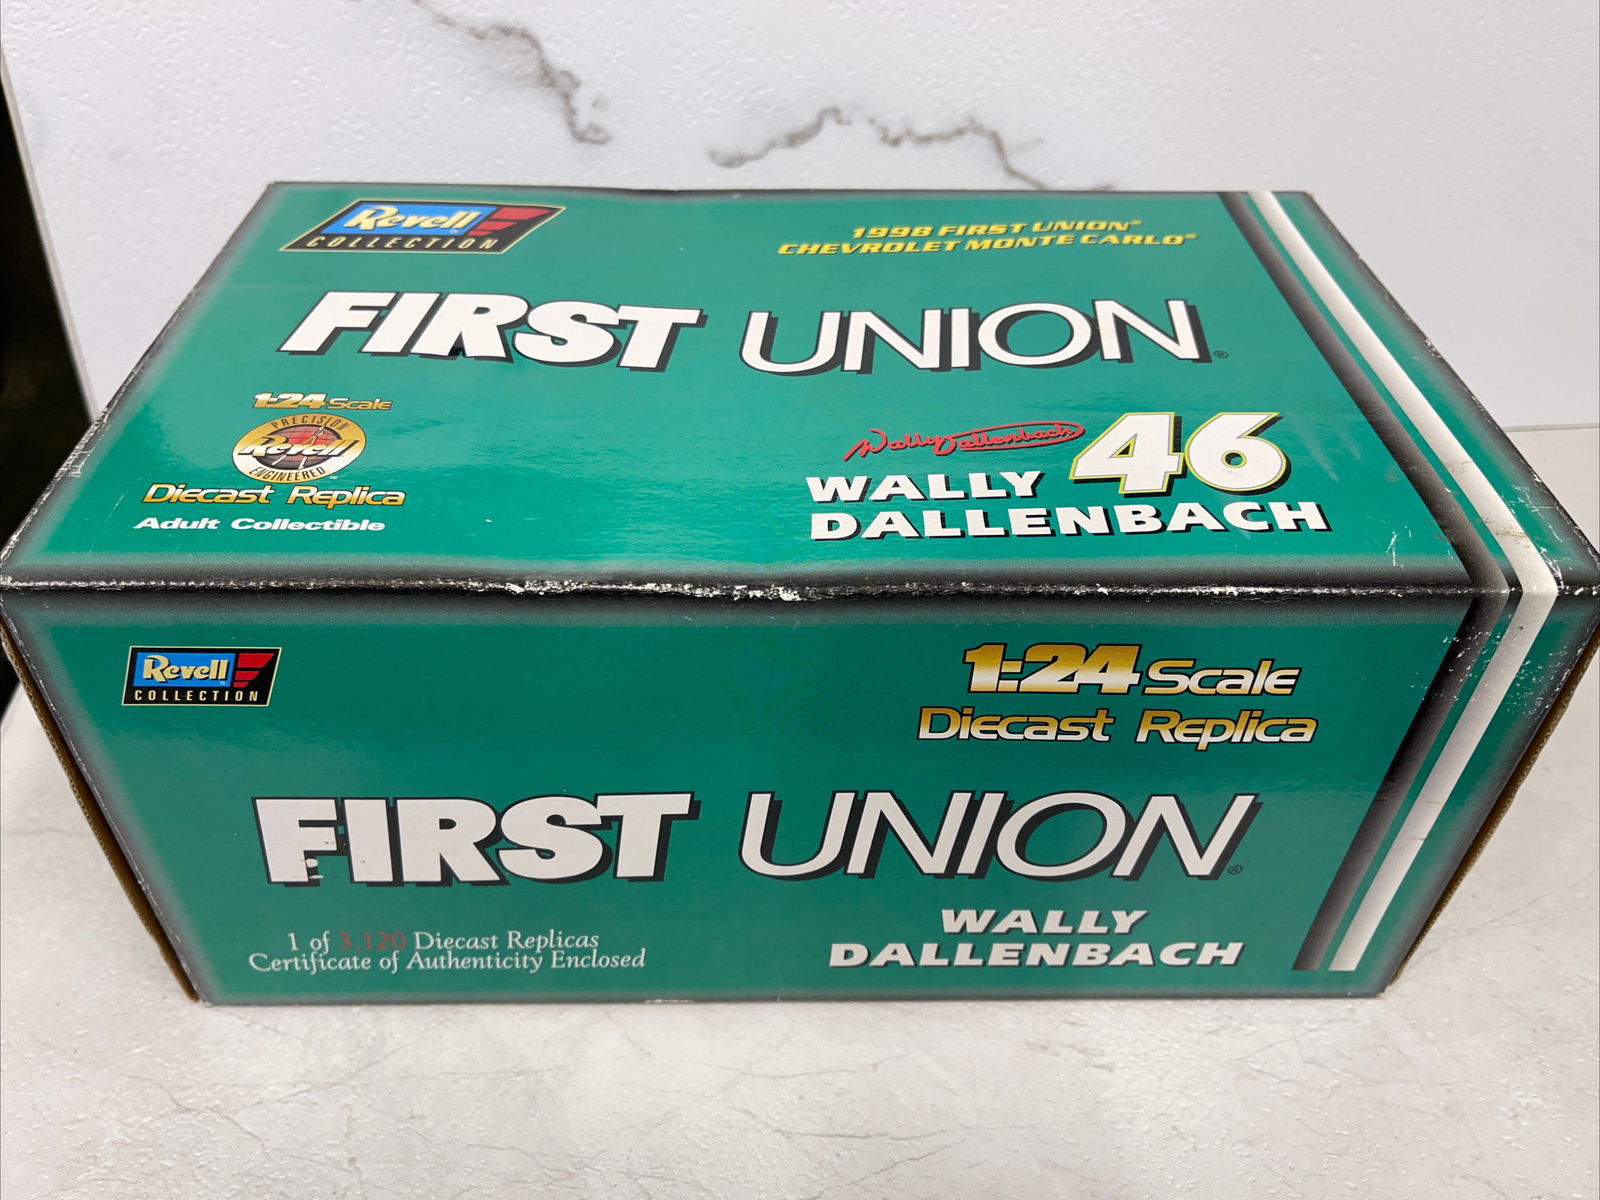 Revell
COLLECTION
1998 FIRST UNION®
CHEVROLET MONTE CARLO®
FIRST UNION®
1:24 Scale
PRECISION
Revell
ENGINEERED™
Diecast Replica
Adult Collectible
Wally Dallenbach
46
WALLY
DALLENBACH
Revell
COLLECTION
1:24 Scale
Diecast Replica
FIRST UNION®
1 of 3,120 Diecast Replicas
Certificate of Authenticity Enclosed
WALLY
DALLENBACH